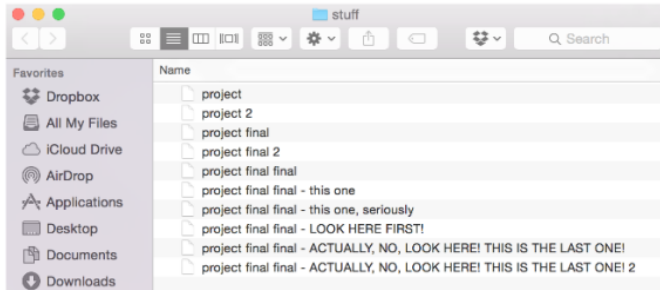 stuff
Search
Favorites
Dropbox
All My Files
iCloud Drive
AirDrop
Applications
Desktop
Documents
Downloads
Name
project
project 2
project final
project final 2
project final final
project final final - this one
project final final - this one, seriously
project final final - LOOK HERE FIRST!
project final final - ACTUALLY, NO, LOOK HERE! THIS IS THE LAST ONE!
project final final - ACTUALLY, NO, LOOK HERE! THIS IS THE LAST ONE! 2